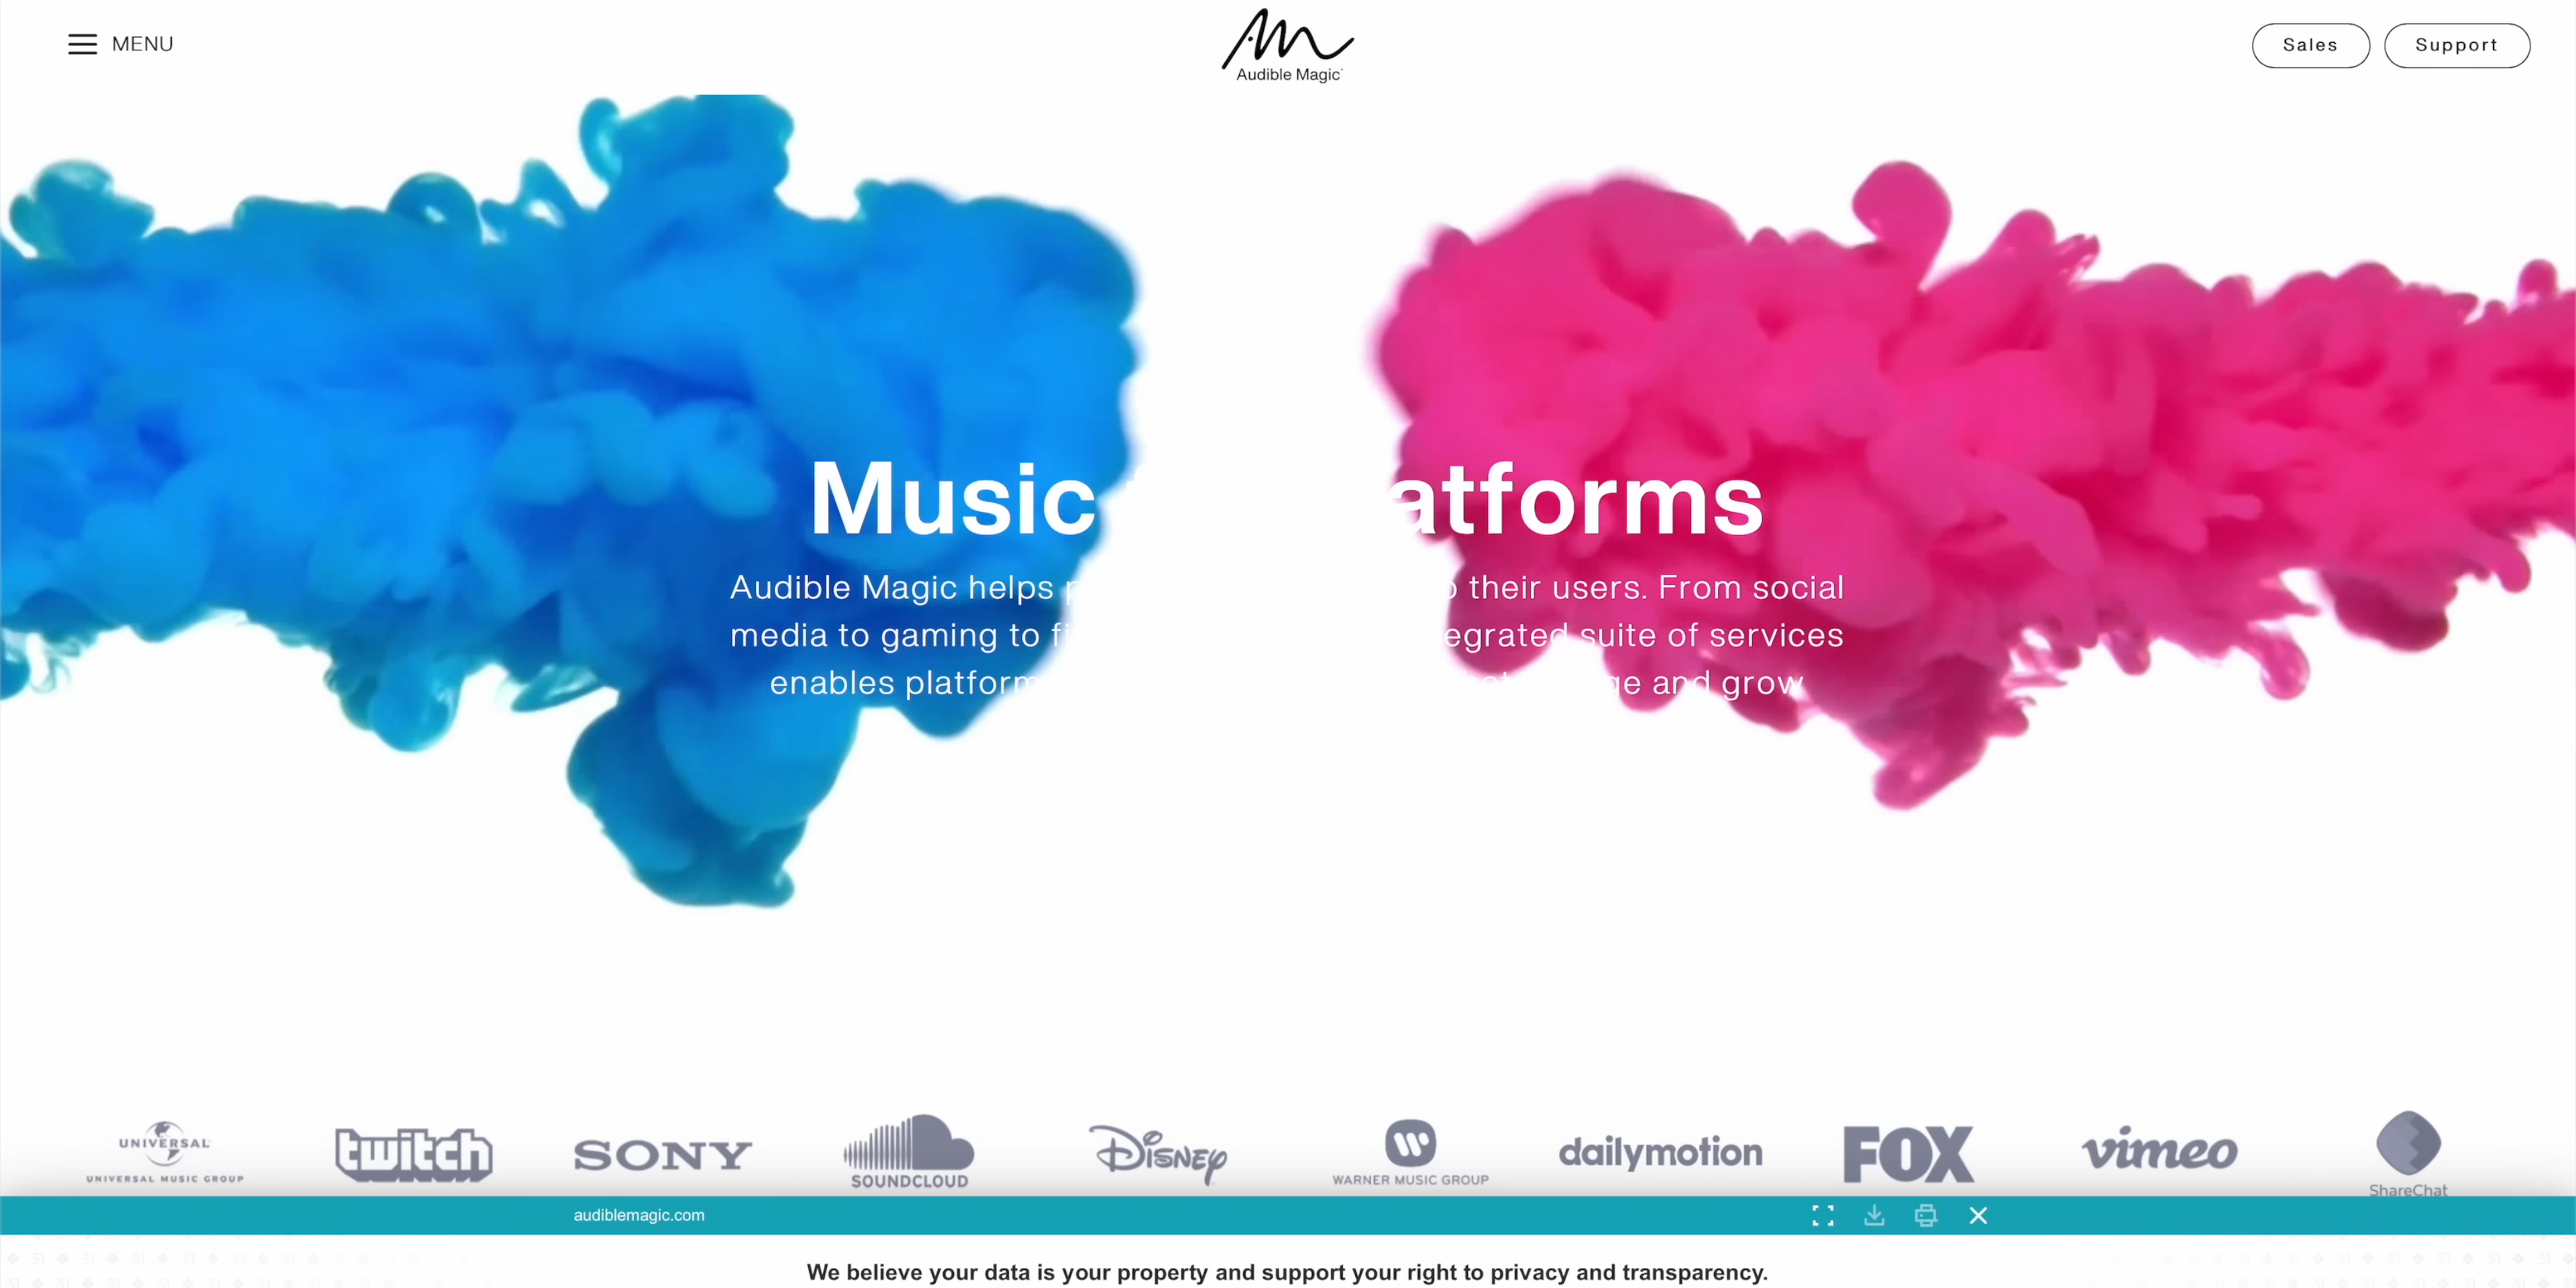 MENU
Audible Magic
Sales
Support
Music atforms
Audible Magic helps their users. From social
media to gaming to suite of services
enables and grow
UNIVERSAL
UNIVERSAL MUSIC GROUP
twitch
SONY
SOUNDCLOUD
Disney
WARNER MUSIC GROUP
dailymotion
FOX
vimeo
ShareChat
audiblemagic.com
We believe your data is your property and support your right to privacy and transparency.